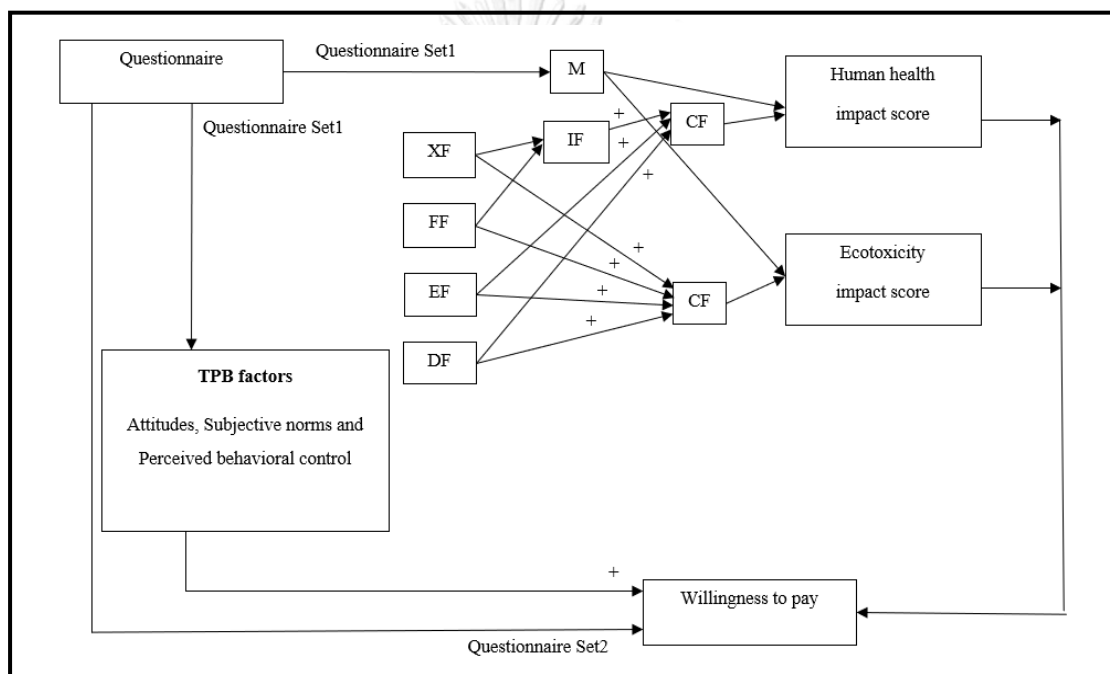 Questionnaire
Questionnaire Set1
M
Human health
impact score
Questionnaire Set1
+
CF
XF
IF
+
+
FF
+
Ecotoxicity
impact score
+
EF
+
CF
+
DF
TPB factors
Attitudes, Subjective norms and
Perceived behavioral control
+
Willingness to pay
Questionnaire Set2